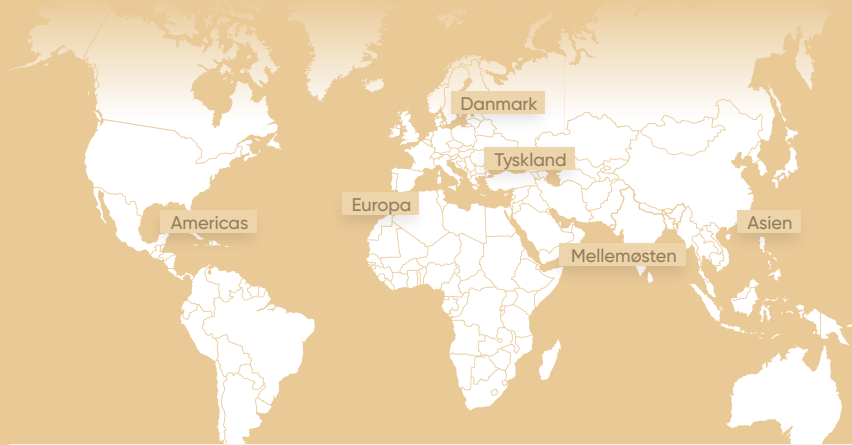 Danmark
Tyskland
Europa
Americas
Asien
Mellemøsten